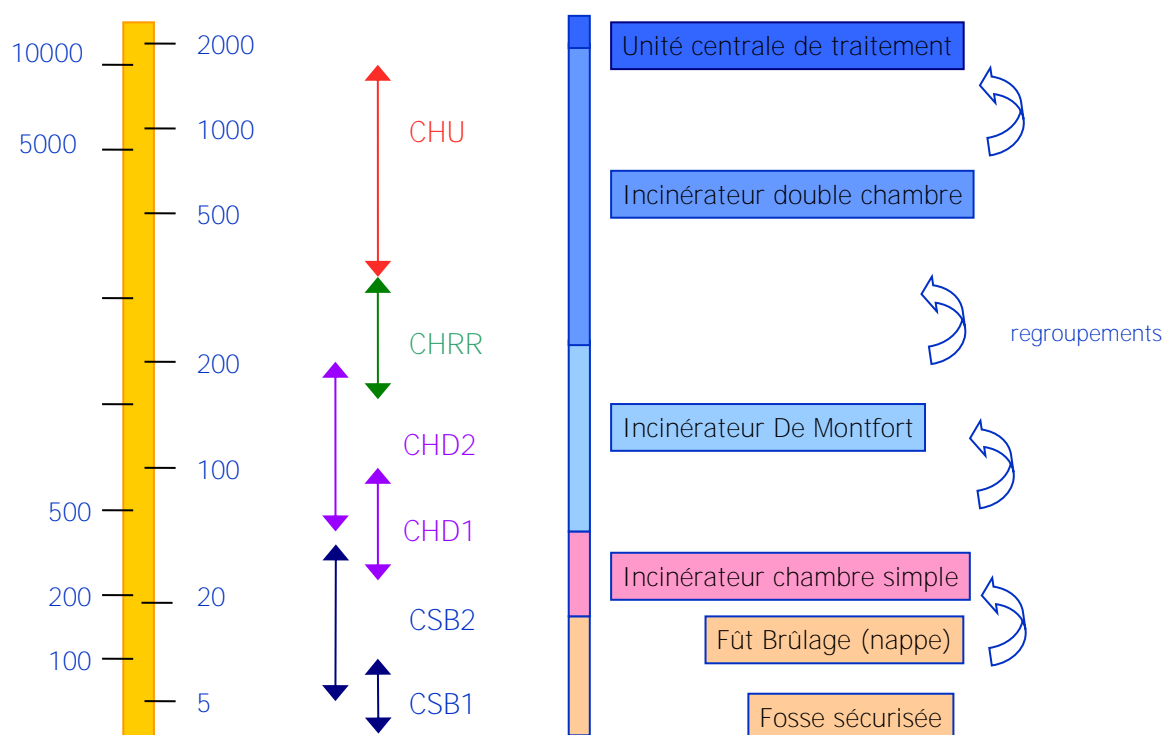 10000
5000
500
200
100
2000
1000
500
200
100
20
5
CHU
CHRR
CHD2
CHD1
CSB2
CSB1
Unité centrale de traitement
Incinérateur double chambre
regroupements
Incinérateur De Montfort
Incinérateur chambre simple
Fût Brûlage (nappe)
Fosse sécurisée